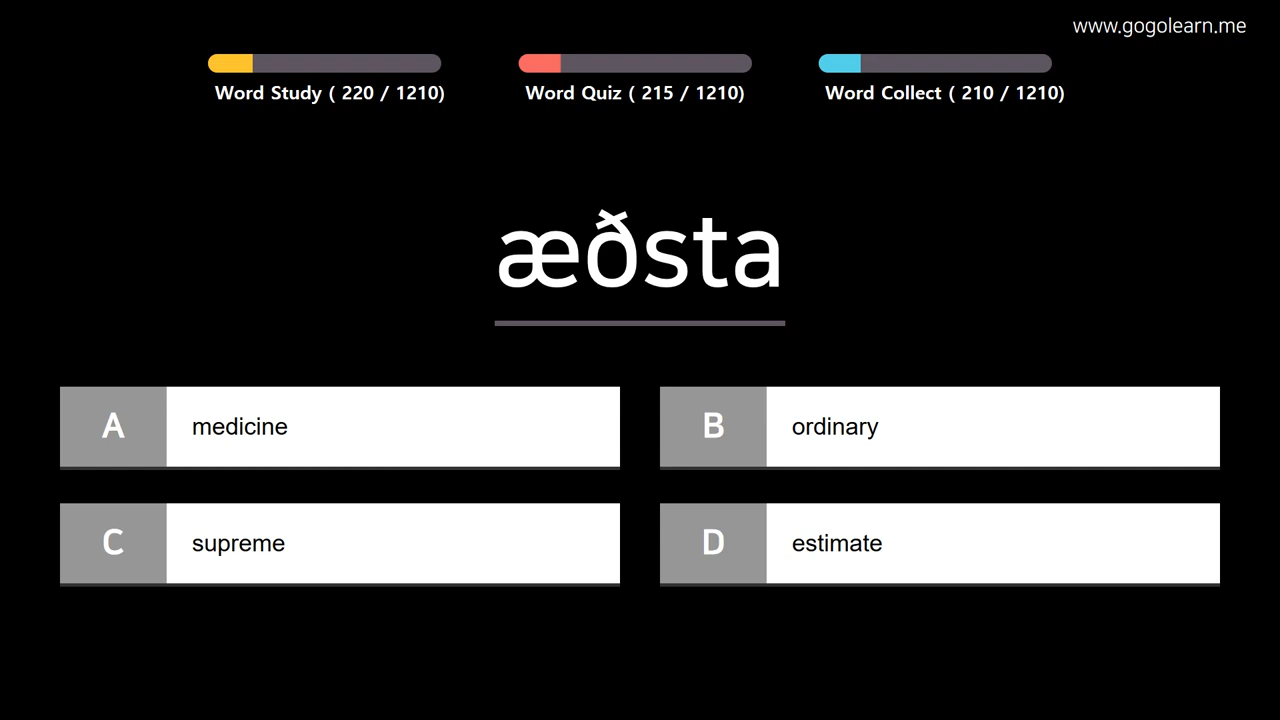 www.gogolearn.me
Word Study ( 220 / 1210)
Word Quiz ( 215 / 1210)
Word Collect ( 210 / 1210)
æðsta
A
medicine
B
ordinary
C
supreme
D
estimate